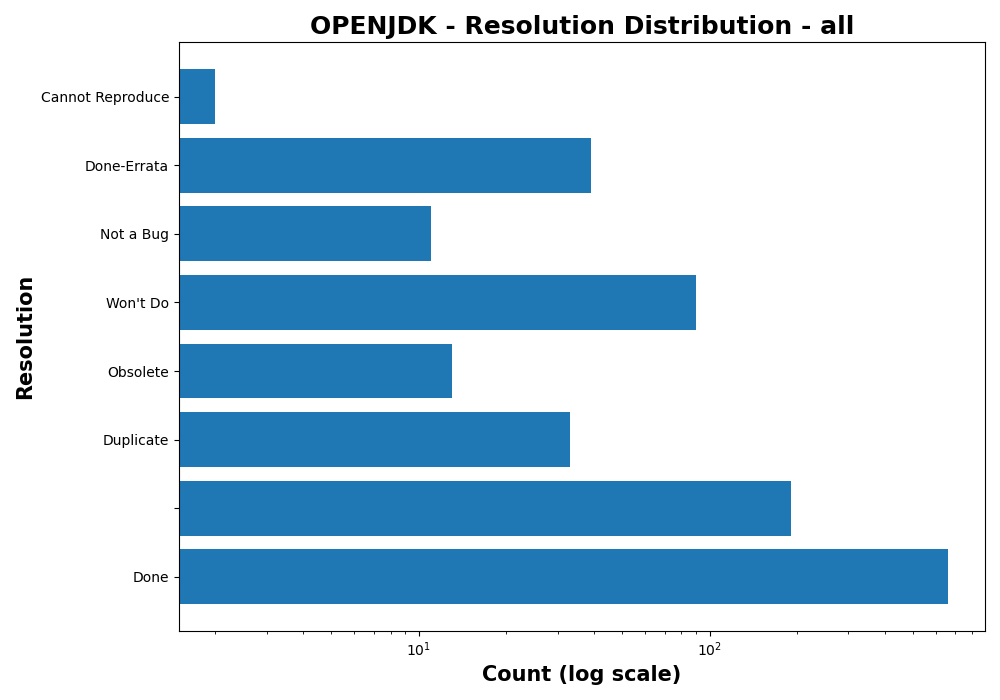 OPENJDK - Resolution Distribution - all
Resolution
Cannot Reproduce
Done-Errata
Not a Bug
Won't Do
Obsolete
Duplicate
Done
10¹ 10²
Count (log scale)